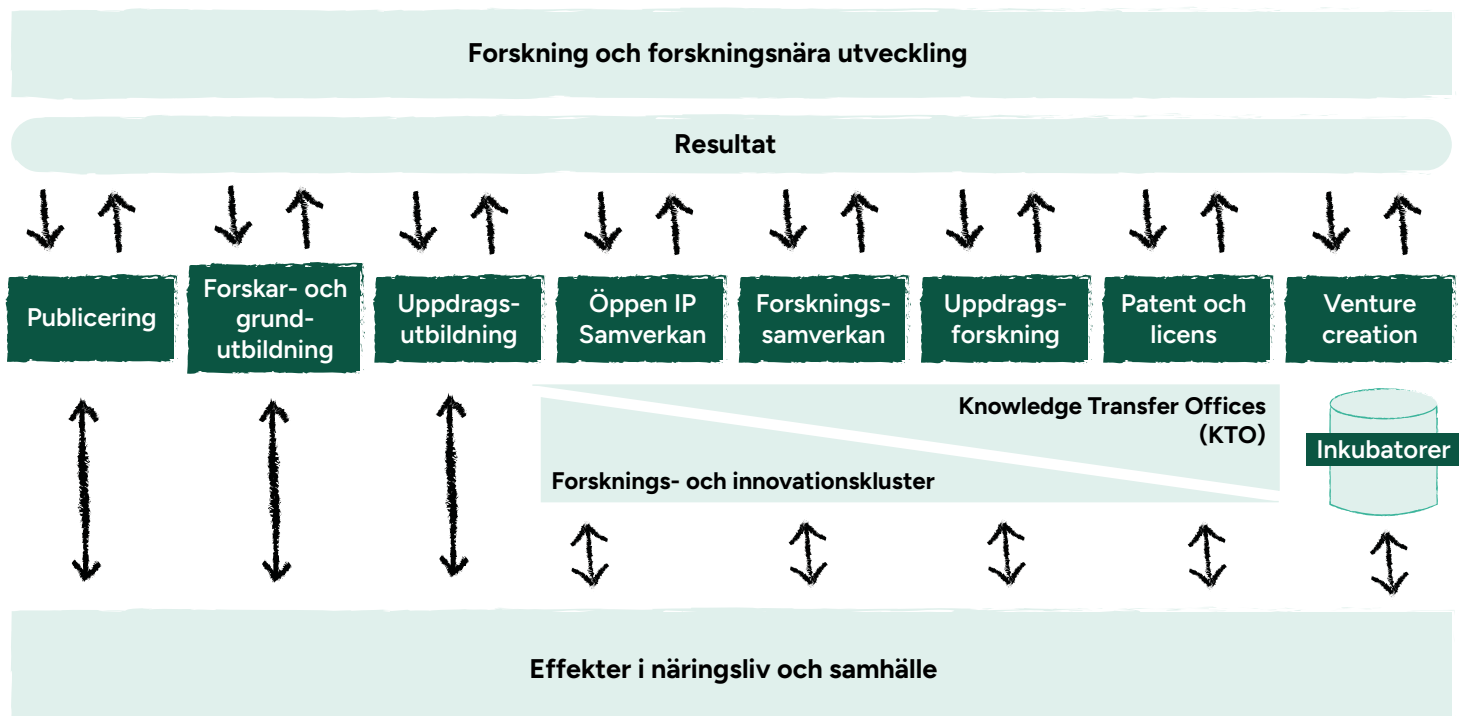 Forskning och forskningsnära utveckling
Resultat
Publicering
Forskar- och
grund-
utbildning
Uppdrags-
utbildning
Öppen IP
Samverkan
Forsknings-
samverkan
Uppdrags-
forskning
Patent och
licens
Venture
creation
Knowledge Transfer Offices
(KTO)
Forsknings- och innovationskluster
Inkubatorer
Effekter i näringsliv och samhälle